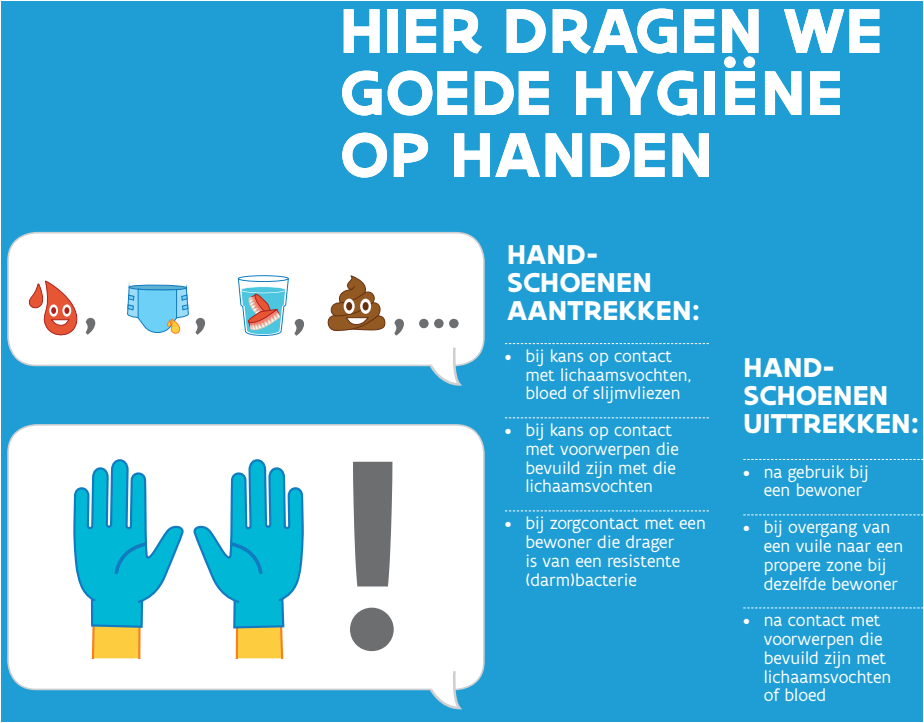 HIER DRAGEN WE
GOEDE HYGIËNE
OP HANDEN
, , , , ...
!
HAND-
SCHOENEN
AANTREKKEN:
• bij kans op contact
met lichaamsvochten,
bloed of slijmvliezen
• bij kans op contact
met voorwerpen die
bevuild zijn met die
lichaamsvochten
• bij zorgcontact met een
bewoner die drager
is van een resistente
(darm)bacterie
HAND-
SCHOENEN
UITTREKKEN:
• na gebruik bij
een bewoner
• bij overgang van
een vuile naar een
propere zone bij
dezelfde bewoner
• na contact met
voorwerpen die
bevuild zijn met
lichaamsvochten
of bloed